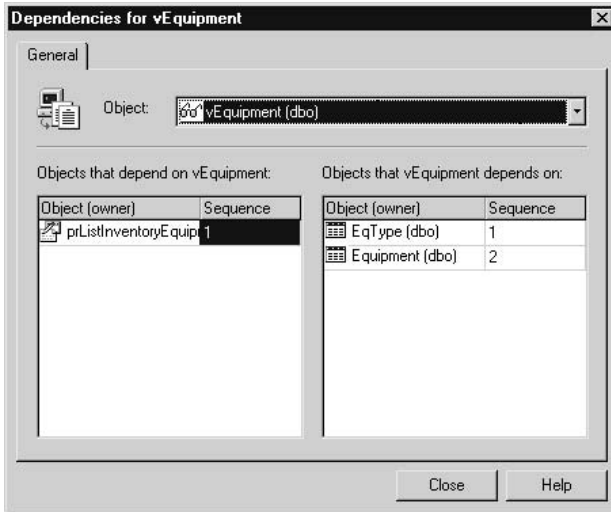 Dependencies for vEquipment
General
Object: vEquipment (dbo)
Objects that depend on vEquipment:
Object (owner) Sequence
prListInventoryEquip 1
Objects that vEquipment depends on:
Object (owner) Sequence
EqType (dbo) 1
Equipment (dbo) 2
Close Help